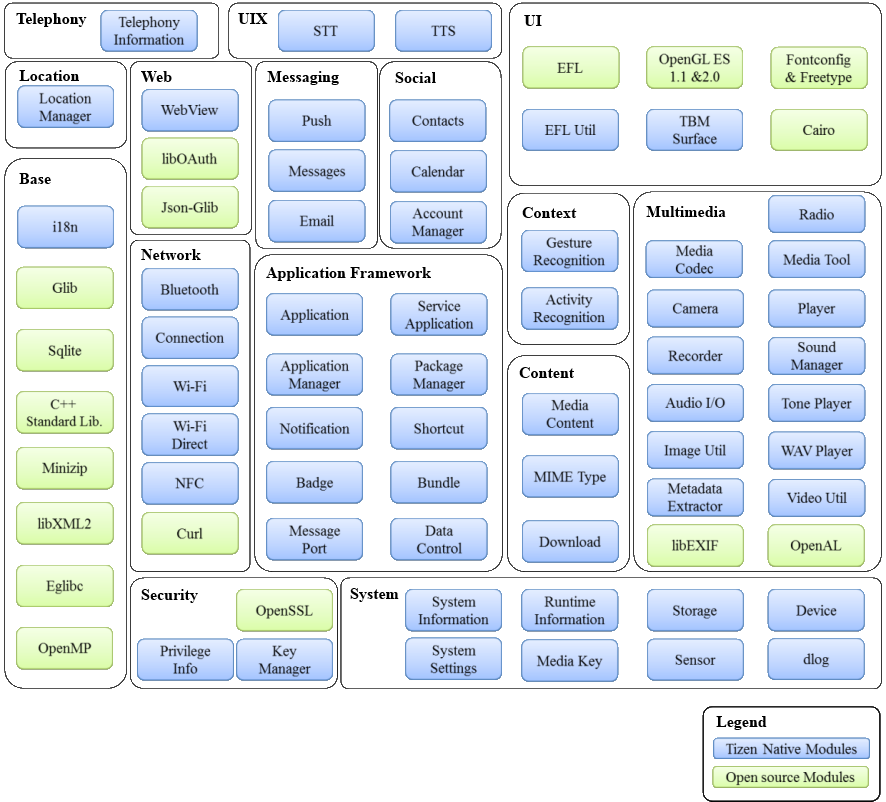 Telephony
Telephony
Information
UIX
STT
TTS
UI
EFL
OpenGL ES
1.1 &2.0
Fontconfig
& Freetype
EFL Util
TBM
Surface
Cairo
Location
Location
Manager
Web
WebView
libOAuth
Json-Glib
Messaging
Push
Messages
Email
Social
Contacts
Calendar
Account
Manager
Base
i18n
Glib
Sqlite
C++
Standard Lib.
Minizip
libXML2
Eglibc
OpenMP
Network
Bluetooth
Connection
Wi-Fi
Wi-Fi
Direct
NFC
Curl
Application Framework
Application
Service
Application
Application
Manager
Package
Manager
Notification
Shortcut
Badge
Bundle
Message
Port
Data
Control
Context
Gesture
Recognition
Activity
Recognition
Content
Media
Content
MIME Type
Download
Multimedia
Radio
Media
Codec
Media Tool
Camera
Player
Recorder
Sound
Manager
Audio I/O
Tone Player
Image Util
WAV Player
Metadata
Extractor
Video Util
libEXIF
OpenAL
Security
OpenSSL
Privilege
Info
Key
Manager
System
System
Information
Runtime
Information
Storage
Device
System
Settings
Media Key
Sensor
dlog
Legend
Tizen Native Modules
Open source Modules